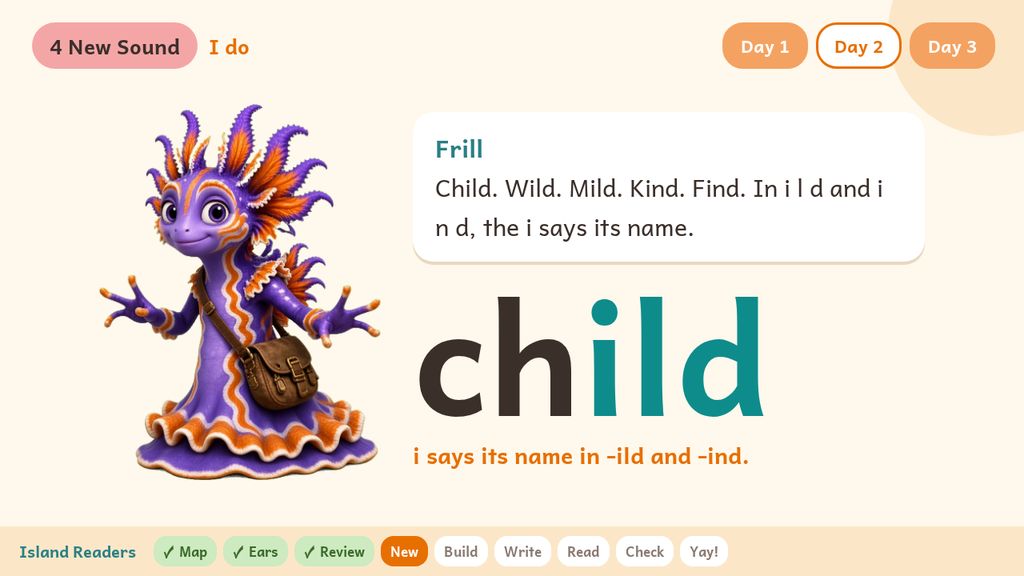 4 New Sound I do Day 1 Day 2 Day 3
Frill
Child. Wild. Mild. Kind. Find. In i l d and i
n d, the i says its name.
child
i says its name in -ild and -ind.
Island Readers ✓ Map ✓ Ears ✓ Review New Build Write Read Check Yay!